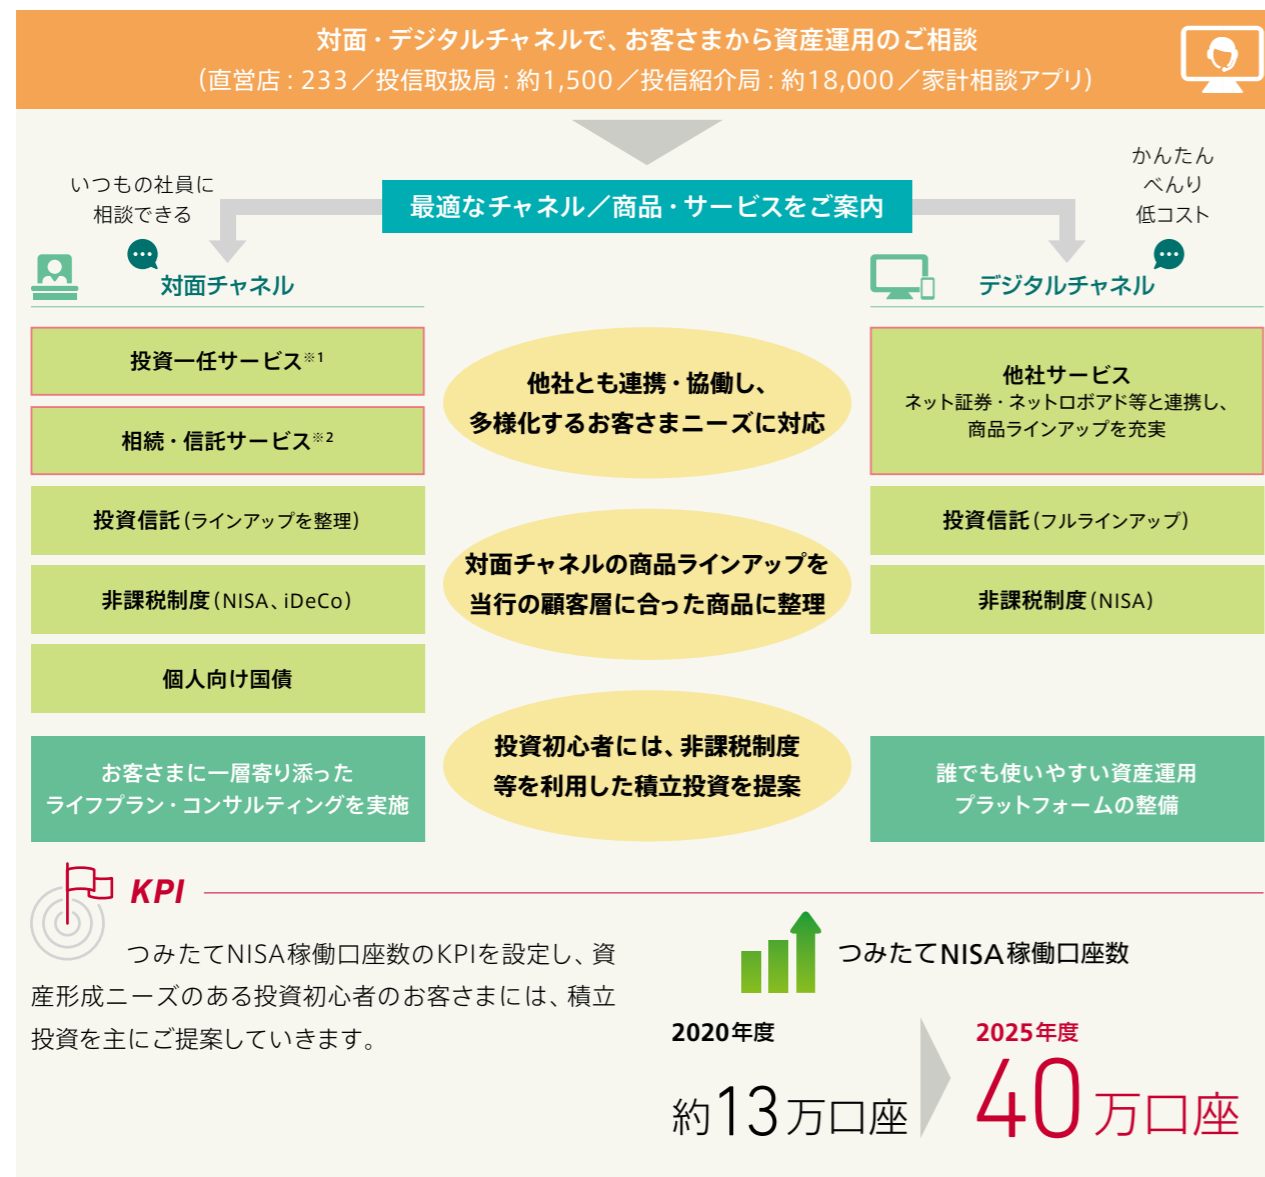 対面・デジタルチャネルで、お客さまから資産運用のご相談
（直営店：233／投信取扱局：約1,500／投信紹介局：約18,000／家計相談アプリ）
いつもの社員に
相談できる
最適なチャネル／商品・サービスをご案内
かんたん
べんり
低コスト
対面チャネル
投資一任サービス※1
相続・信託サービス※2
投資信託（ラインアップを整理）
非課税制度（NISA、iDeCo）
個人向け国債
お客さまに一層寄り添った
ライフプラン・コンサルティングを実施
他社とも連携・協働し、
多様化するお客さまニーズに対応
対面チャネルの商品ラインアップを
当行の顧客層に合った商品に整理
投資初心者には、非課税制度
等を利用した積立投資を提案
デジタルチャネル
他社サービス
ネット証券・ネットロボアド等と連携し、
商品ラインアップを充実
投資信託（フルラインアップ）
非課税制度（NISA）
誰でも使いやすい資産運用
プラットフォームの整備
KPI
つみたてNISA稼働口座数のKPIを設定し、資
産形成ニーズのある投資初心者のお客さまには、積立
投資を主にご提案していきます。
つみたてNISA稼働口座数
2020年度
約13万口座
2025年度
40万口座